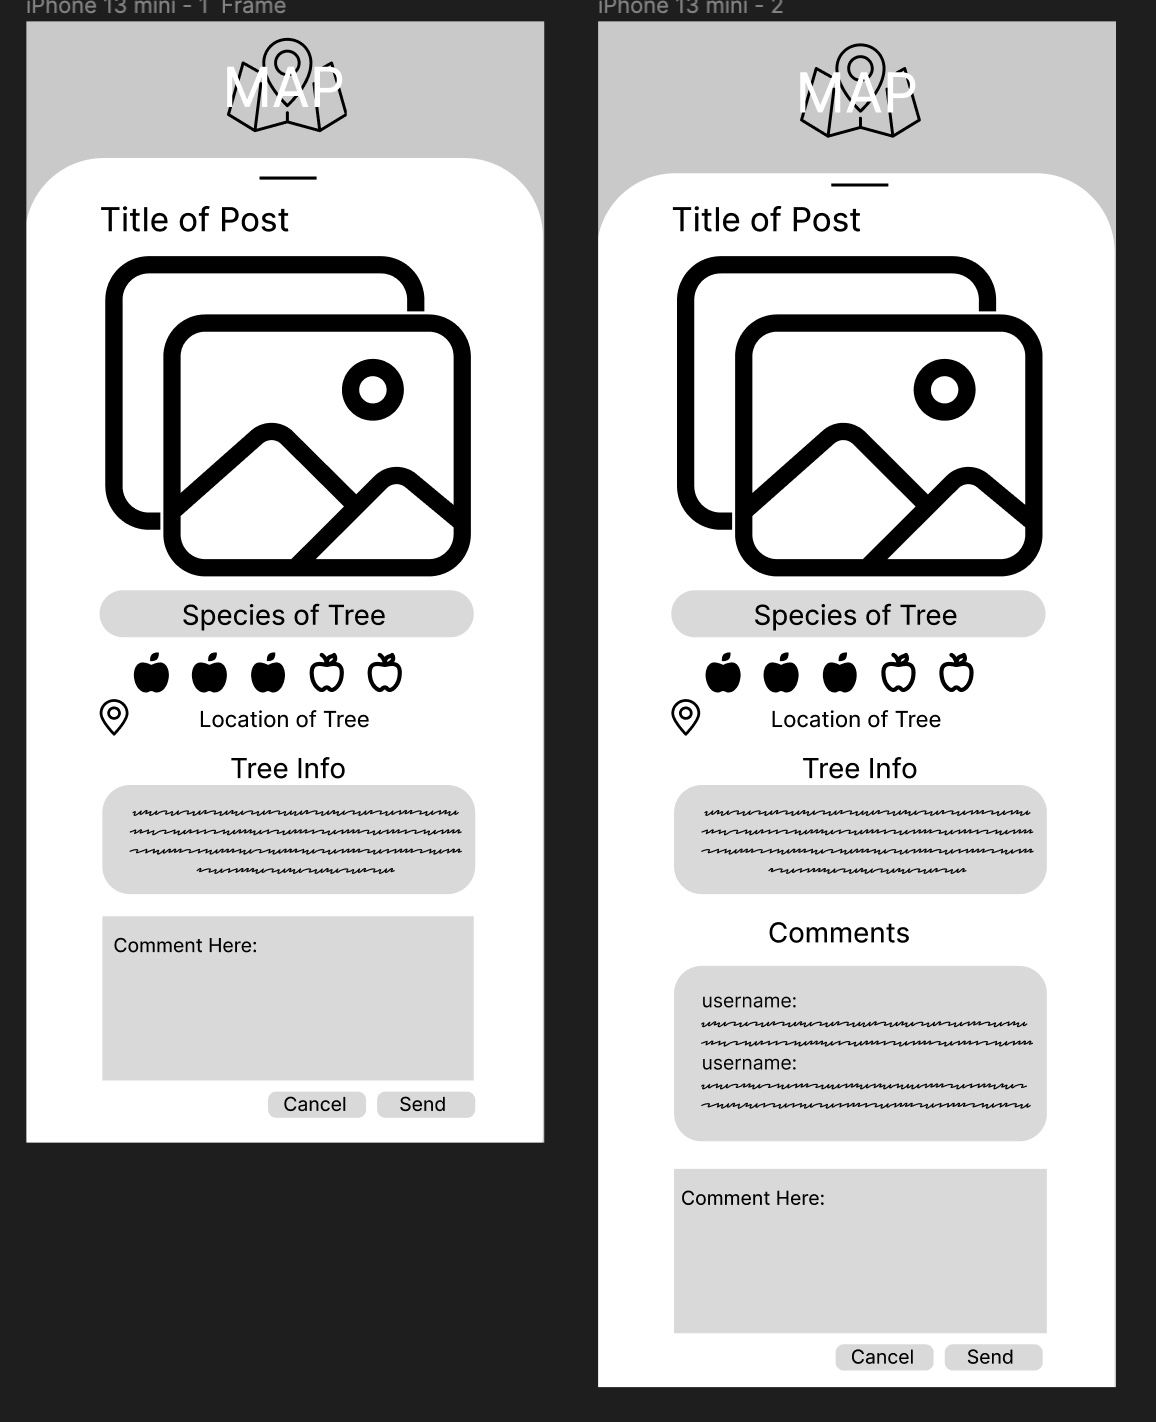 iPhone 13 mini - 1 Frame
MAP
Title of Post
Species of Tree
Location of Tree
Tree Info
Comment Here:
Cancel
Send
iPhone 13 mini - 2
MAP
Title of Post
Species of Tree
Location of Tree
Tree Info
Comments
username:
username:
Comment Here:
Cancel
Send